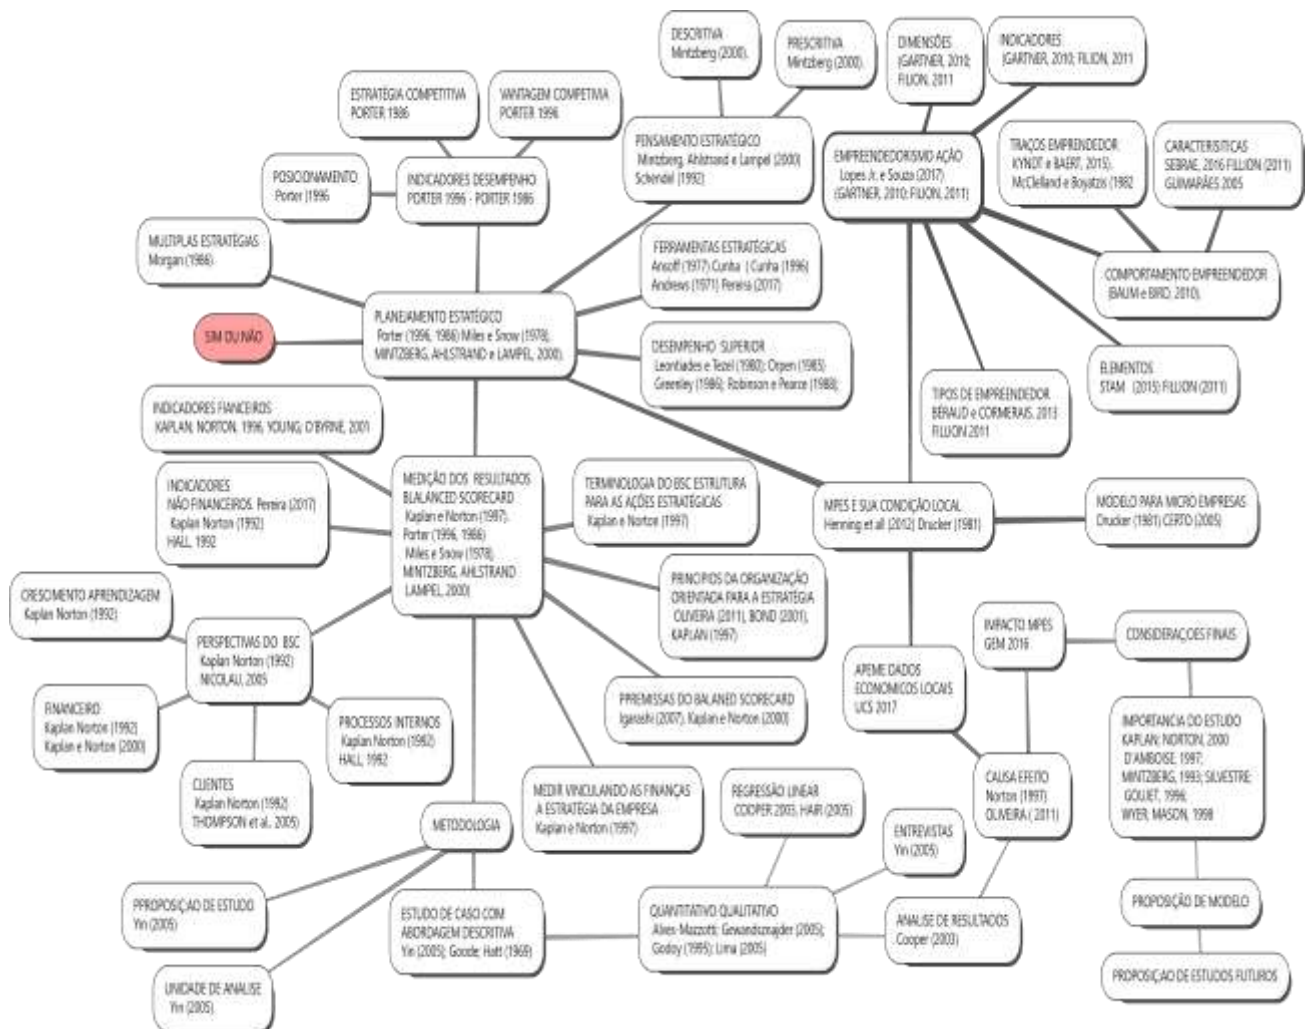 DESCRITIVA
Mintzberg (2000).
PRESCRITIVA
Mintzberg (2000).
DIMENSÕES
(GARTNER, 2010;
FILION, 2011
INDICADORES
(GARTNER, 2010; FILION, 2011
ESTRATÉGIA COMPETITIVA
PORTER 1986
VANTAGEM COMPETIVIA
PORTER 1996
PENSAMENTO ESTRATÉGICO
Mintzberg, Ahlstrand e Lampel (2000)
Schendel (1992)
EMPREENDEDORISMO AÇÃO
Lopes Jr. e Souza (2017)
(GARTNER, 2010; FILION, 2011)
TRAÇOS EMPRENDEDOR
KYNDT e BAERT, 2015).
McClelland e Boyatzis (1982
CARACTERISITICAS
SEBRAE, 2016 FILLION (2011)
GUIMARÃES 2005
POSICIONAMENTO
Porter (1996
INDICADORES DESEMPENHO
PORTER 1996 - PORTER 1986
MULTIPLAS ESTRATÉGIAS
Morgan (1986)
FERRAMENTAS ESTRATÉGICAS
Ansoff (1977) Cunha ( Cunha (1996)
Andrews (1971) Pereira (2017)
COMPORTAMENTO EMPREENDEDOR
(BAUM e BIRD, 2010),
SIM OU NÃO
PLANEJAMENTO ESTATÉGICO
Porter (1996, 1986) Miles e Snow (1978),
MINTZBERG, AHLSTRAND e LAMPEL, 2000).
DESEMPENHO SUPERIOR
Leontiades e Tezel (1980); Orpen (1985)
Greenley (1986); Robinson e Pearce (1988);
ELEMENTOS
STAM (2015) FILLION (2011)
TIPOS DE EMPREENDEDOR
BÉRAUD e CORMERAIS, 2013
FILLION 2011
INDICADORES FIANCEIROS
KAPLAN; NORTON, 1996; YOUNG; O'BYRNE, 2001
INDICADORES
NÃO FINANCEIROS. Pereira (2017)
Kaplan Norton (1992)
HALL, 1992
MEDIÇÃO DOS RESULTADOS
BLALANCED SCORECARD
Kaplan e Norton (1997).
Porter (1996, 1986)
Miles e Snow (1978)
MINTZBERG, AHLSTRAND
LAMPEL, 2000)
TERMINOLOGIA DO BSC ESTRUTURA
PARA AS AÇÕES ESTRATÉGICAS
Kaplan e Norton (1997)
MPES E SUA CONDIÇÃO LOCAL
Henning et all (2012) Drucker (1981)
MODELO PARA MICRO EMPRESAS
Drucker (1981) CERTO (2005)
PRINCIPIOS DA ORGANIZAÇÃO
ORIENTADA PARA A ESTRATÉGIA
OLIVEIRA (2011), BOND (2001),
KAPLAN (1997)
CRESCIMENTO APRENDIZAGEM
Kaplan Norton (1992)
PERSPECTIVAS DO BSC
Kaplan Norton (1992)
NICOLAU, 2005
IMPACTO MPES
GEM 2016
CONSIDERAÇOES FINAIS
APEME DADOS
ECONOMICOS LOCAIS
UCS 2017
FINANCEIRO
Kaplan Norton (1992)
Kaplan e Norton (2000)
PROCESSOS INTERNOS
Kaplan Norton (1992)
HALL, 1992
PPREMISSAS DO BALANED SCORECARD
Igarashi (2007). Kaplan e Norton (2000)
IMPORTANCIA DO ESTUDO
KAPLAN; NORTON, 2000
D'AMBOISE, 1997;
MINTZBERG, 1993; SILVESTRE;
GOUJET, 1996;
WYER; MASON, 1998
CLIENTES
Kaplan Norton (1992)
THOMPSON et al., 2005)
MEDIR VINCULANDO AS FINANÇAS
A ESTRATÉGIA DA EMPRESA
Kaplan e Norton (1997)
REGRESSÃO LINEAR
COOPER 2003, HAIR (2005)
CAUSA EFEITO
Norton (1997)
OLIVEIRA ( 2011)
METODOLOGIA
ENTREVISTAS
Yin (2005)
PPROPOSIÇAO DE ESTUDO
Yin (2005)
ESTUDO DE CASO COM
ABORDAGEM DESCRITIVA
Yin (2005); Goode; Hatt (1969)
QUANTITATIVO QUALITATIVO
Alves-Mazzotti; Gewandsznajder (2005);
Godoy (1995); Lima (2005)
ANALISE DE RESULTADOS
Cooper (2003)
PROPOSIÇÃO DE MODELO
UNIDADE DE ANALISE
Yin (2005).
PROPOSIÇAO DE ESTUDOS FUTUROS